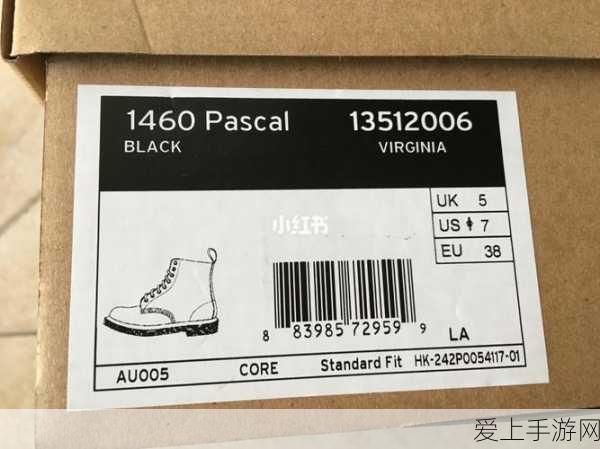 1460 Pascal 13512006
BLACK VIRGINIA
UK 5
US 7
EU 38
小红书
8 83985 72959 9
LA
AU005 CORE Standard Fit HK-242P0054117-01
爱上手游网